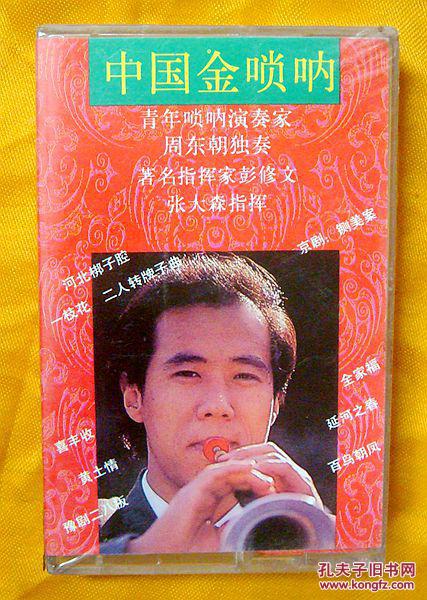 中国金唢呐
青年唢呐演奏家
周东朝独奏
著名指挥家彭修文
张大森指挥
京剧：铡美案
河北梆子腔
二人转牌子曲
一枝花
全家福
延河之春
百鸟朝凤
喜丰收
黄土情
豫剧二八板
孔夫子旧书网
www.kongfz.com